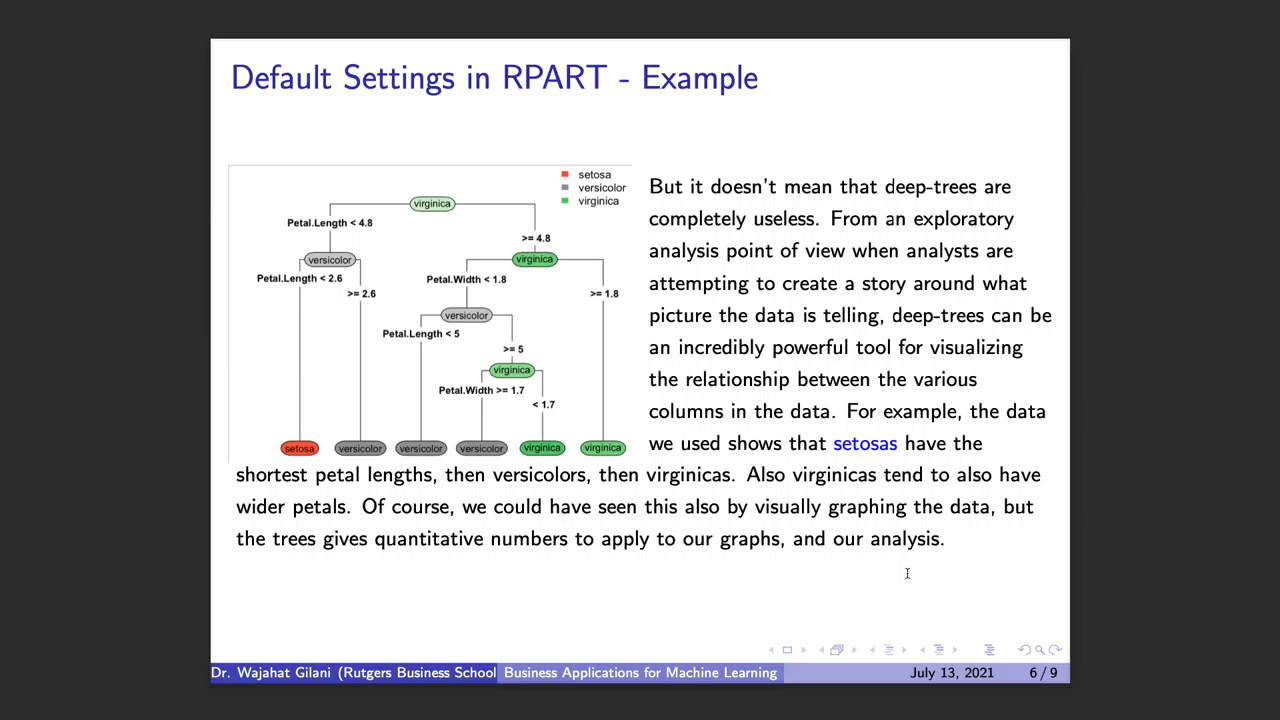 Default Settings in RPART - Example
setosa
versicolor
virginica
virginica
Petal.Length < 4.8
>= 4.8
versicolor
virginica
Petal.Length < 2.6
>= 2.6
Petal.Width < 1.8
>= 1.8
versicolor
Petal.Length < 5
>= 5
virginica
Petal.Width >= 1.7
< 1.7
setosa
versicolor
versicolor
versicolor
virginica
virginica
But it doesn't mean that deep-trees are
completely useless. From an exploratory
analysis point of view when analysts are
attempting to create a story around what
picture the data is telling, deep-trees can be
an incredibly powerful tool for visualizing
the relationship between the various
columns in the data. For example, the data
we used shows that setosas have the
shortest petal lengths, then versicolors, then virginicas. Also virginicas tend to also have
wider petals. Of course, we could have seen this also by visually graphing the data, but
the trees gives quantitative numbers to apply to our graphs, and our analysis.
Dr. Wajahat Gilani (Rutgers Business School
Business Applications for Machine Learning
July 13, 2021
6 / 9